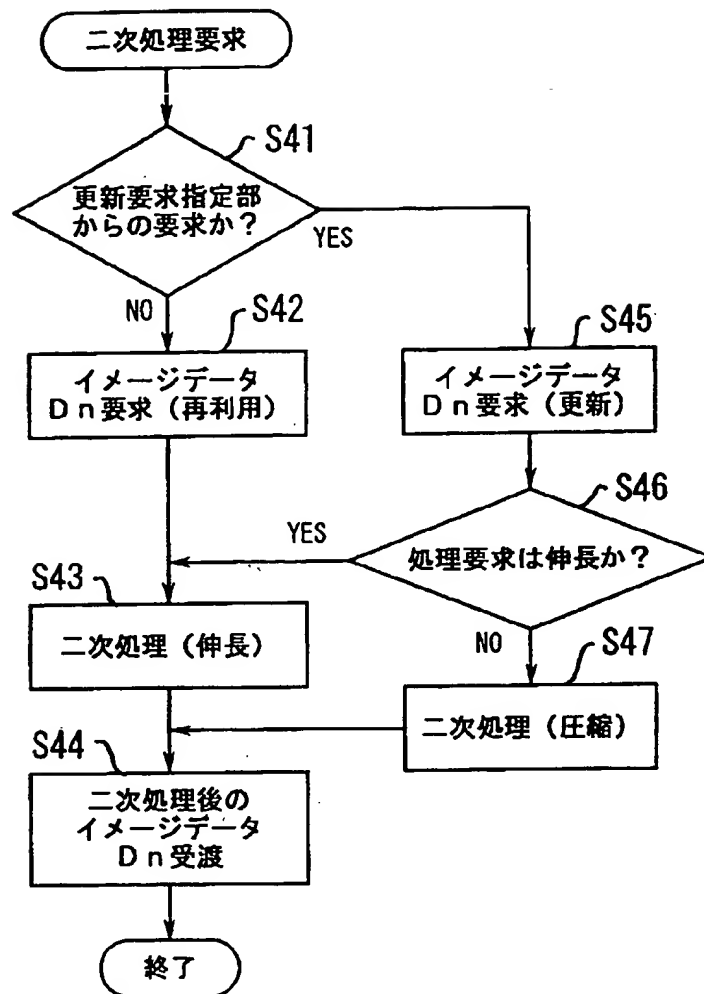 二次処理要求
S41
更新要求指定部
からの要求か？
YES
NO
S42
イメージデータ
Ｄｎ要求（再利用）
S45
イメージデータ
Ｄｎ要求（更新）
S46
処理要求は伸長か？
YES
NO
S43
二次処理（伸長）
S47
二次処理（圧縮）
S44
二次処理後の
イメージデータ
Ｄｎ受渡
終了